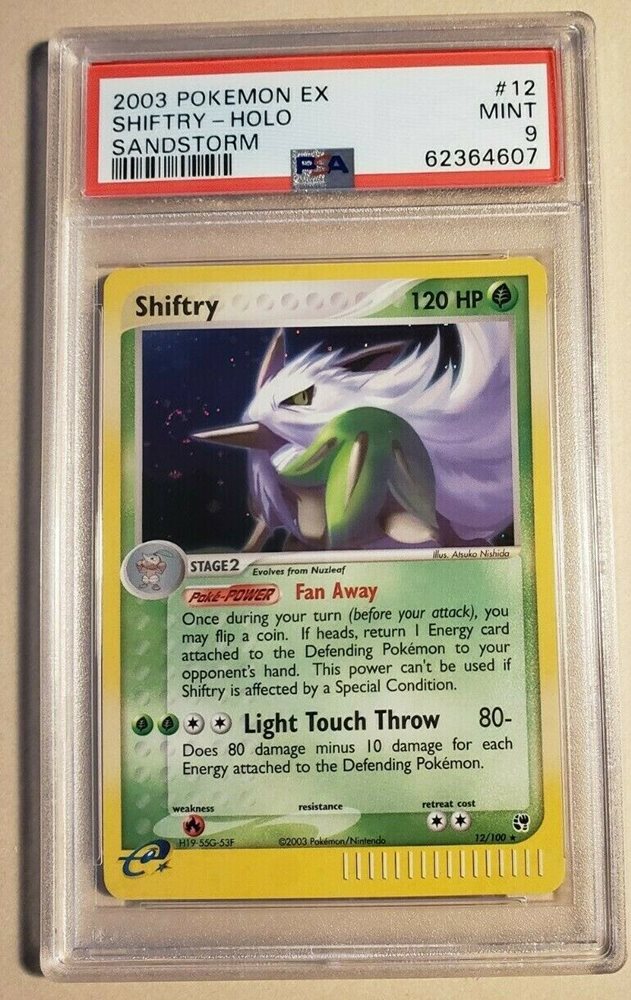 2003 POKEMON EX #12
SHIFTRY - HOLO MINT
SANDSTORM 9
PSA 62364607
Shiftry 120 HP
Illus. Atsuko Nishida
STAGE2 Evolves from Nuzleaf
Poké-POWER Fan Away
Once during your turn (before your attack), you
may flip a coin. If heads, return 1 Energy card
attached to the Defending Pokémon to your
opponent's hand. This power can't be used if
Shiftry is affected by a Special Condition.
Light Touch Throw 80-
Does 80 damage minus 10 damage for each
Energy attached to the Defending Pokémon.
weakness resistance retreat cost
H19-55G-53F ©2003 Pokémon/Nintendo 12/100 ★
e